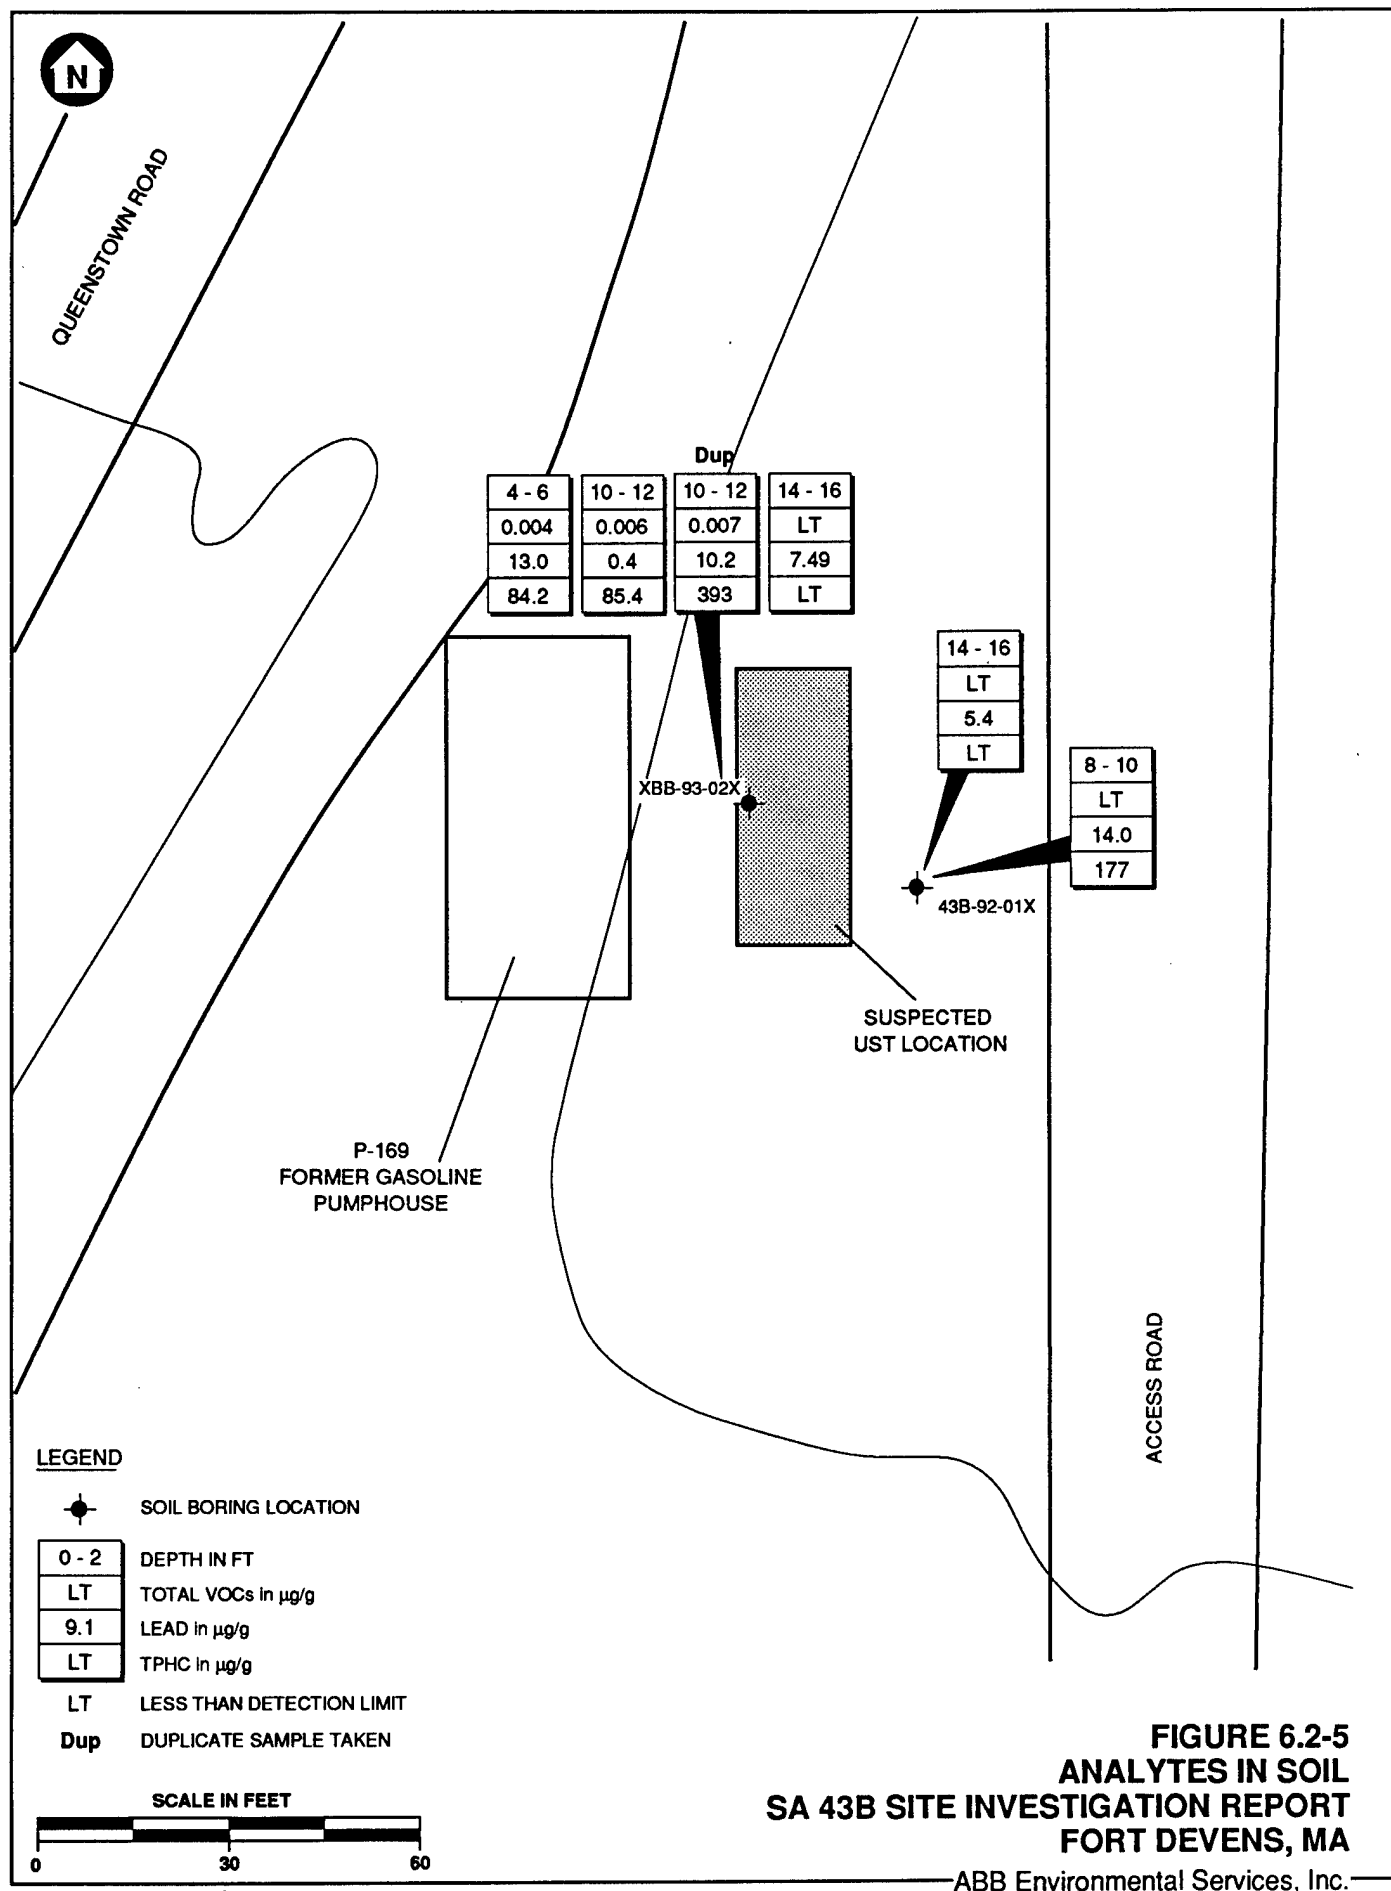 N
QUEENSTOWN ROAD
Dup
4 - 6
0.004
13.0
84.2
10 - 12
0.006
0.4
85.4
10 - 12
0.007
10.2
393
14 - 16
LT
7.49
LT
14 - 16
LT
5.4
LT
8 - 10
LT
14.0
177
XBB-93-02X
43B-92-01X
SUSPECTED
UST LOCATION
P-169
FORMER GASOLINE
PUMPHOUSE
ACCESS ROAD
LEGEND
SOIL BORING LOCATION
0 - 2 DEPTH IN FT
LT TOTAL VOCs in µg/g
9.1 LEAD in µg/g
LT TPHC in µg/g
LT LESS THAN DETECTION LIMIT
Dup DUPLICATE SAMPLE TAKEN
SCALE IN FEET
0 30 60
FIGURE 6.2-5
ANALYTES IN SOIL
SA 43B SITE INVESTIGATION REPORT
FORT DEVENS, MA
ABB Environmental Services, Inc.